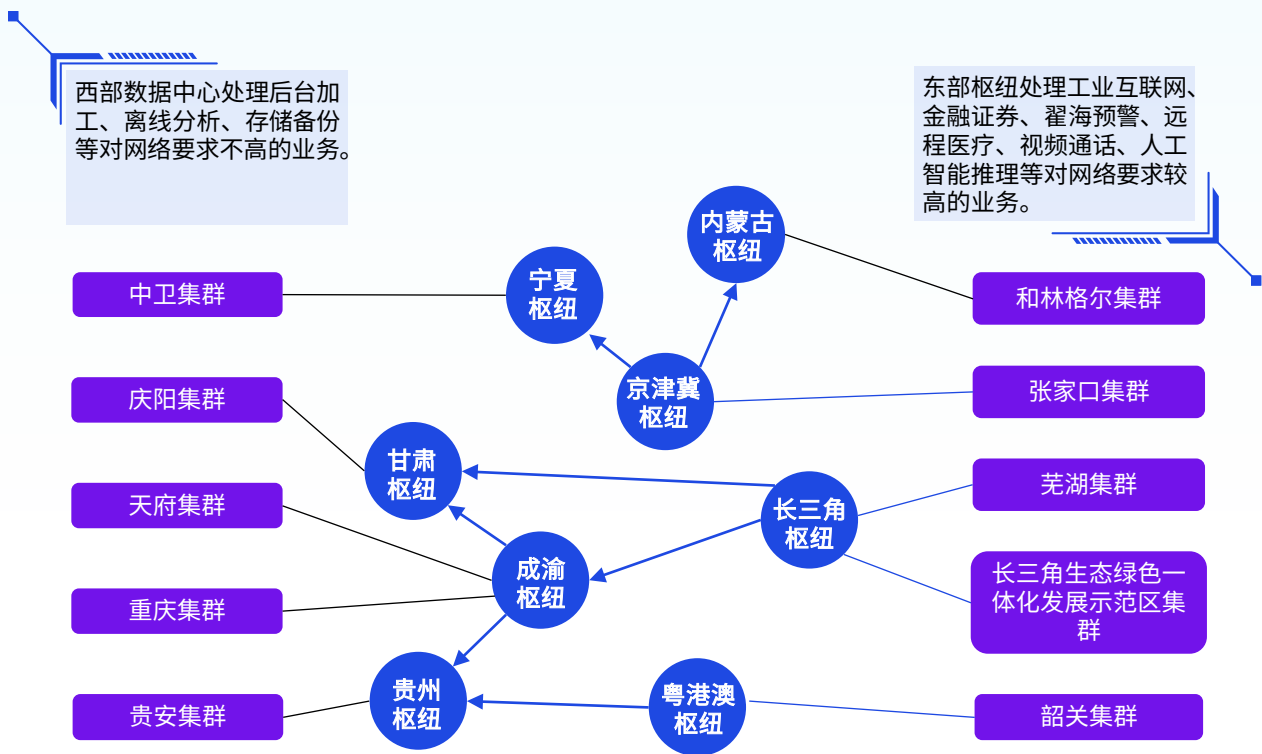 西部数据中心处理后台加
工、离线分析、存储备份
等对网络要求不高的业务。
东部枢纽处理工业互联网、
金融证券、翟海预警、远
程医疗、视频通话、人工
智能推理等对网络要求较
高的业务。
内蒙古
枢纽
宁夏
枢纽
中卫集群
和林格尔集群
京津冀
枢纽
张家口集群
庆阳集群
甘肃
枢纽
芜湖集群
天府集群
长三角
枢纽
成渝
枢纽
长三角生态绿色一
体化发展示范区集
群
重庆集群
贵州
枢纽
粤港澳
枢纽
贵安集群
韶关集群